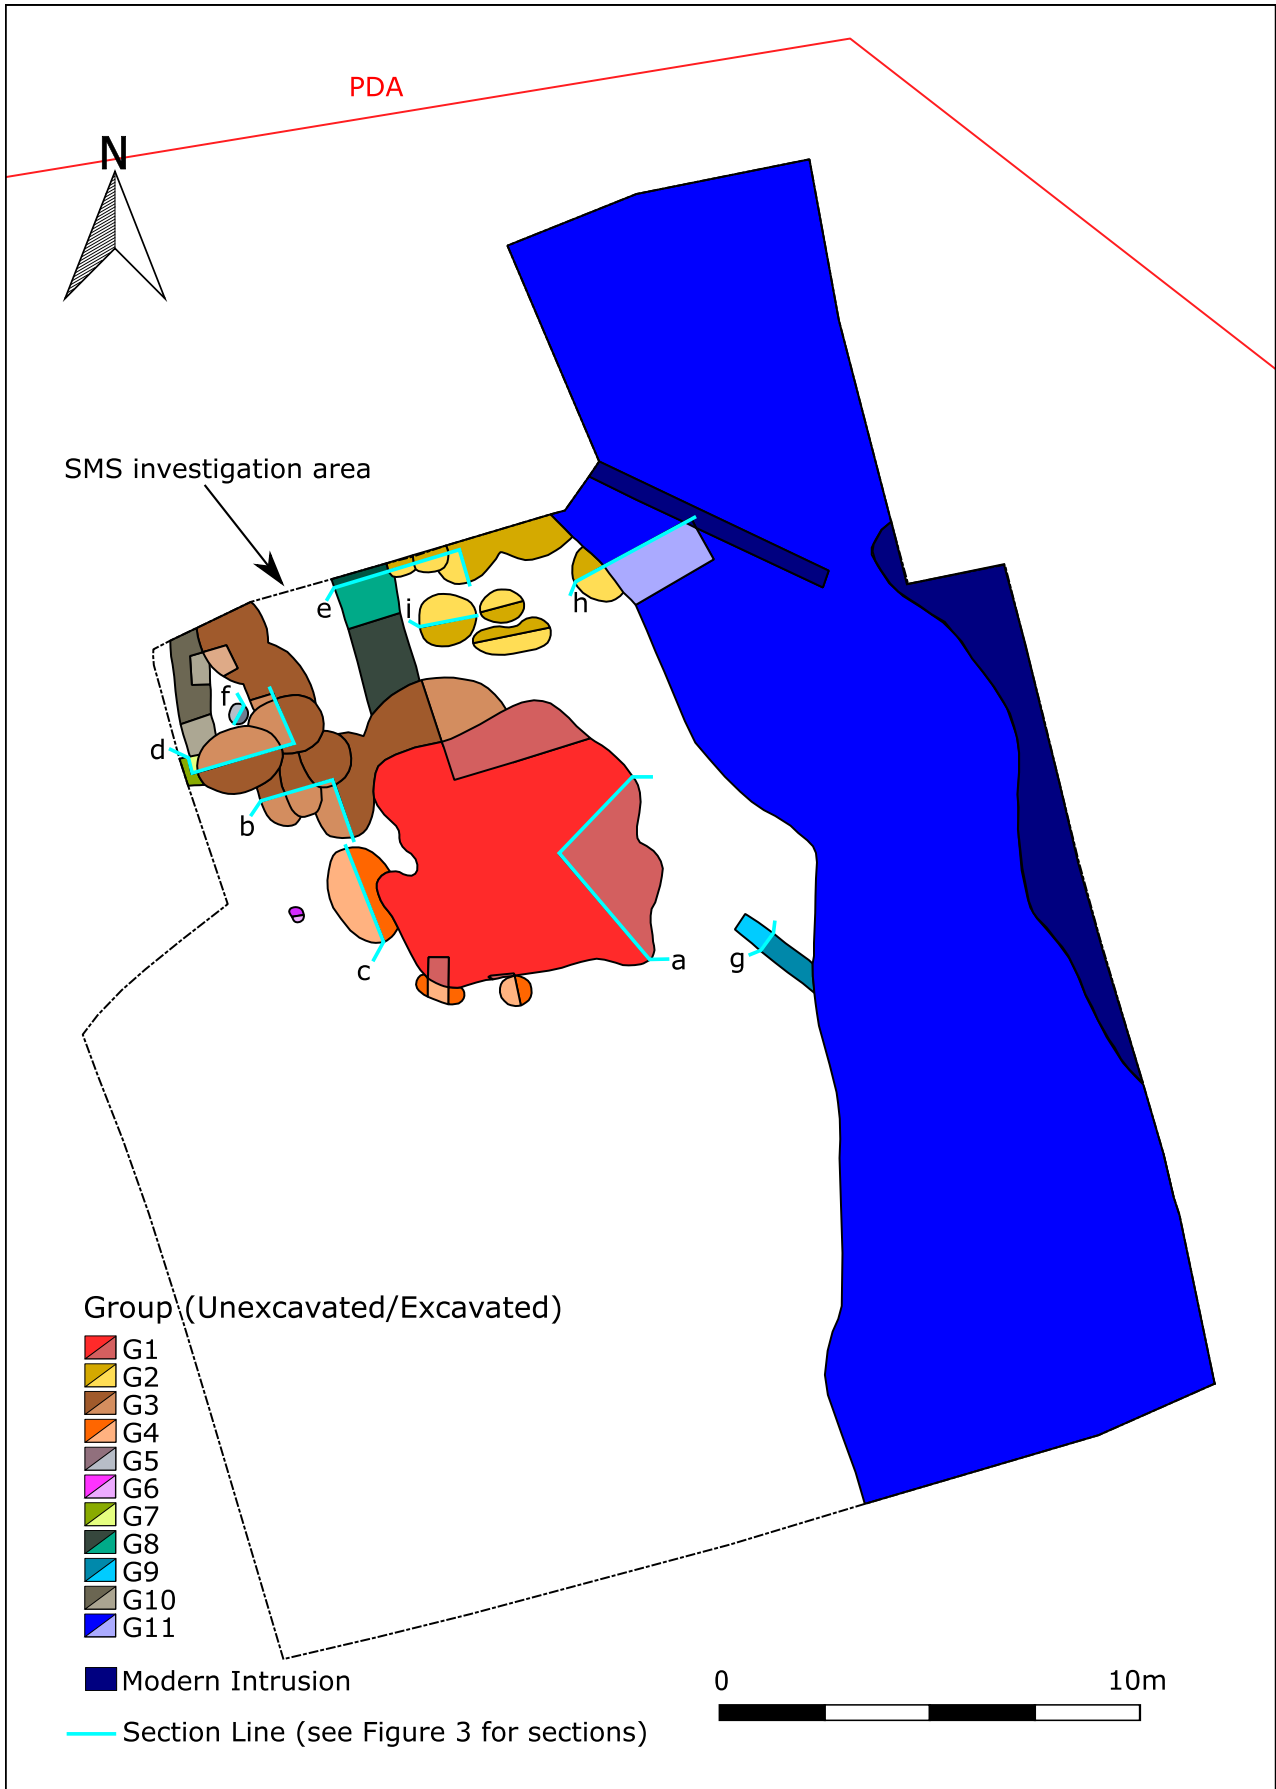 PDA
N
SMS investigation area
e
i
h
f
d
b
c
a
g
Group (Unexcavated/Excavated)
G1
G2
G3
G4
G5
G6
G7
G8
G9
G10
G11
Modern Intrusion
0 10m
Section Line (see Figure 3 for sections)